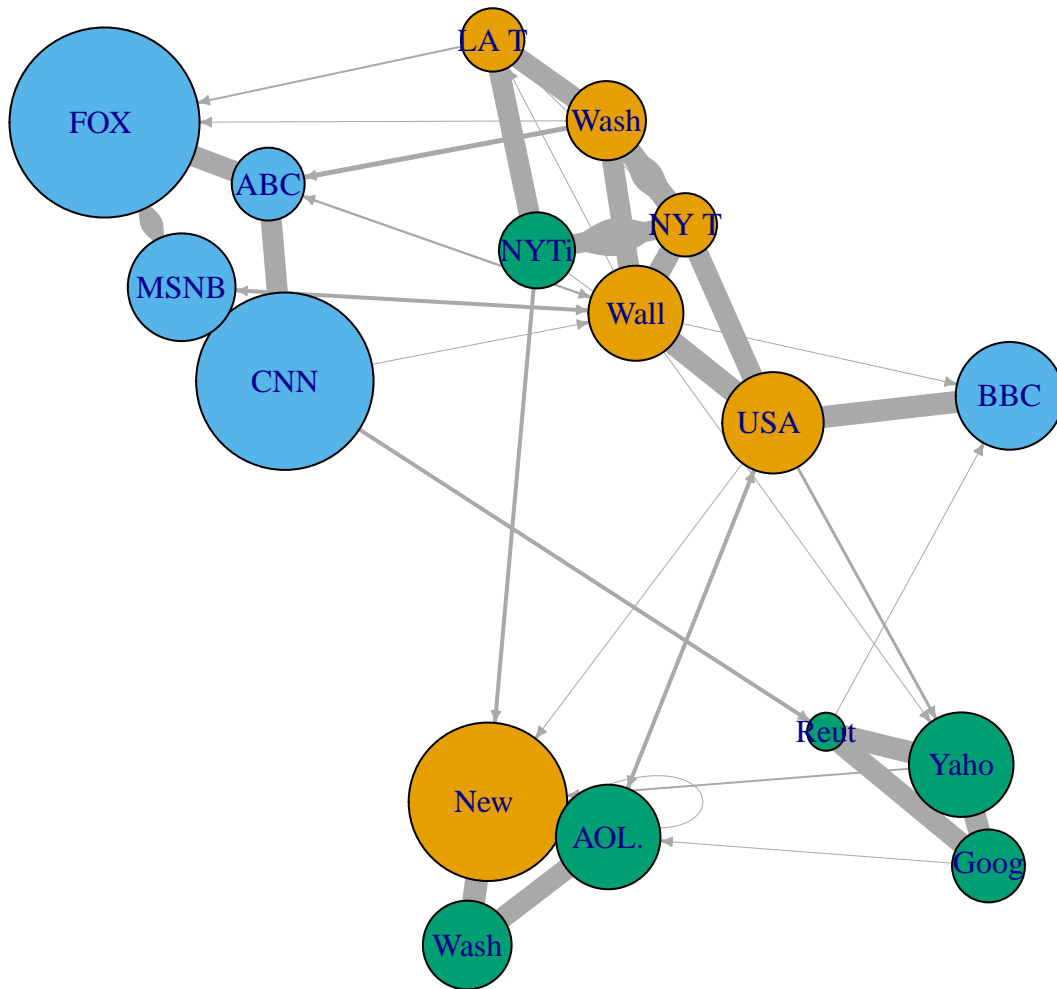 LA T
FOX
Wash
ABC
NY T
NYTi
MSNB
Wall
CNN
BBC
USA
Reut
Yaho
New
AOL.
Goog
Wash